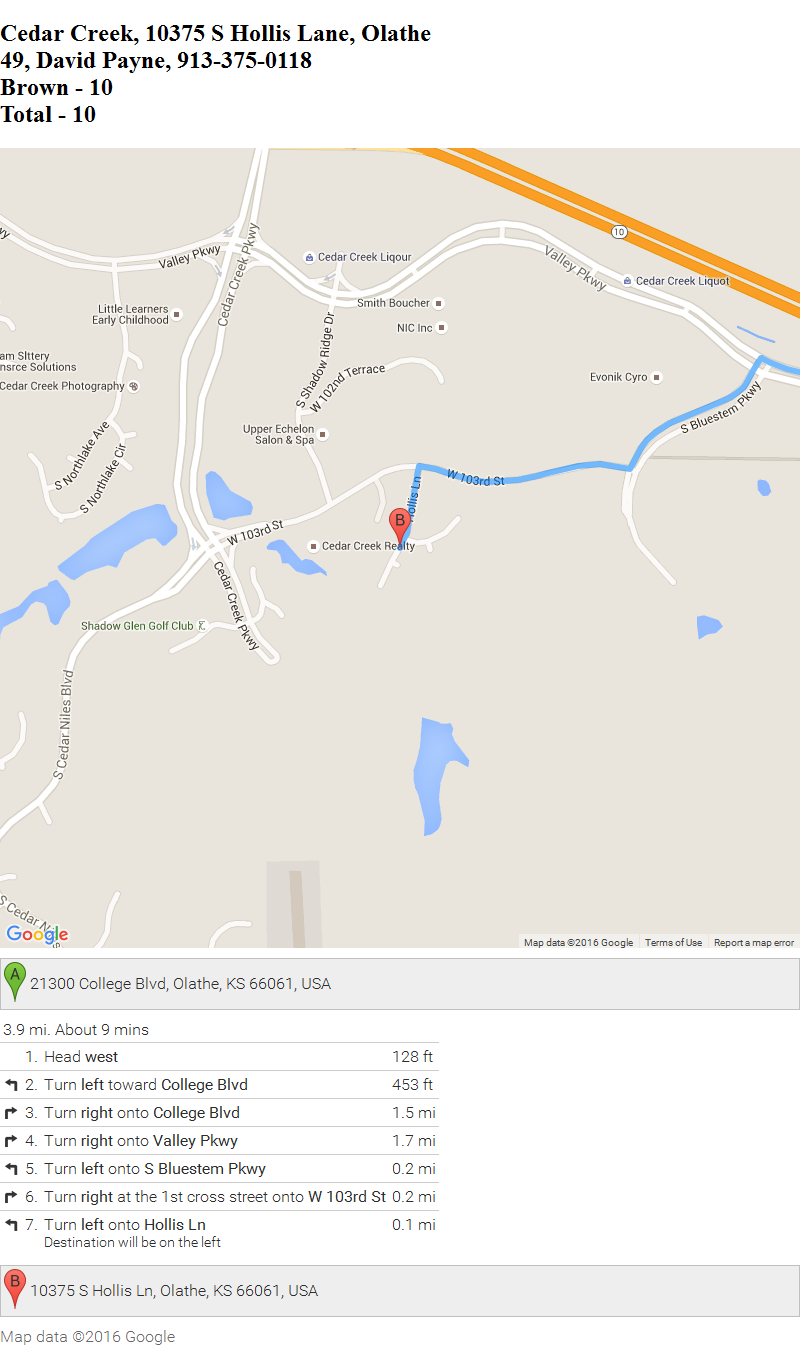 Cedar Creek, 10375 S Hollis Lane, Olathe
49, David Payne, 913-375-0118
Brown - 10
Total - 10
10
Valley Pkwy
Cedar Creek Pkwy
Cedar Creek Liqour
Valley Pkwy
Cedar Creek Liquot
Little Learners
Early Childhood
Smith Boucher
NIC Inc
S Shadow Ridge Dr
W 102nd Terrace
Evonik Cyro
am Slttery
nsrce Solutions
Cedar Creek Photography
S Bluestem Pkwy
Upper Echelon
Salon & Spa
S Northlake Ave
S Northlake Cir
W 103rd St
Hollis Ln
W 103rd St
B
Cedar Creek Realty
Cedar Creek Pkwy
Shadow Glen Golf Club
S Cedar Niles Blvd
S Cedar Niles
Google
Map data ©2016 Google
Terms of Use
Report a map error
A
21300 College Blvd, Olathe, KS 66061, USA
3.9 mi. About 9 mins
1. Head west 128 ft
2. Turn left toward College Blvd 453 ft
3. Turn right onto College Blvd 1.5 mi
4. Turn right onto Valley Pkwy 1.7 mi
5. Turn left onto S Bluestem Pkwy 0.2 mi
6. Turn right at the 1st cross street onto W 103rd St 0.2 mi
7. Turn left onto Hollis Ln 0.1 mi
Destination will be on the left
B
10375 S Hollis Ln, Olathe, KS 66061, USA
Map data ©2016 Google